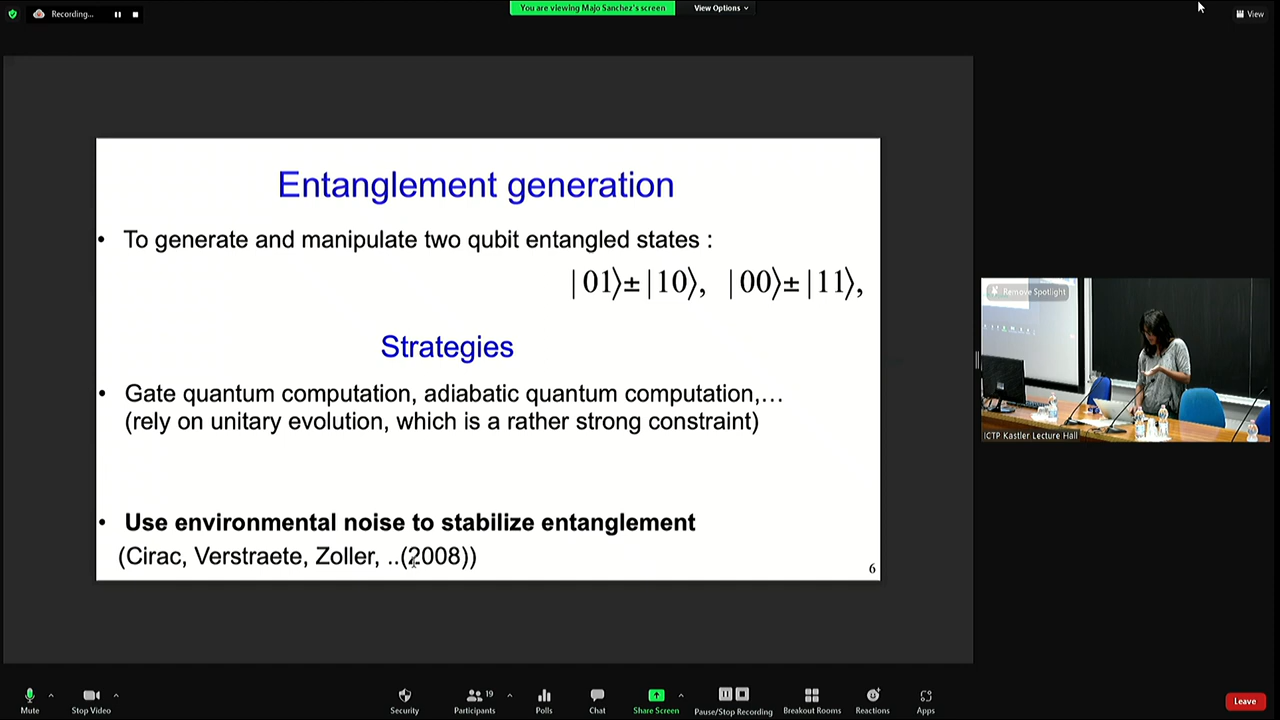 Recording...
You are viewing Majo Sanchez's screen
View Options
View
Entanglement generation
• To generate and manipulate two qubit entangled states :
|01⟩±|10⟩, |00⟩±|11⟩,
Strategies
• Gate quantum computation, adiabatic quantum computation,…
(rely on unitary evolution, which is a rather strong constraint)
• Use environmental noise to stabilize entanglement
(Cirac, Verstraete, Zoller, ..(2008))
6
Remove Spotlight
ICTP Kastler Lecture Hall
Mute
Stop Video
Security
Participants
19
Polls
Chat
Share Screen
Pause/Stop Recording
Breakout Rooms
Reactions
Apps
Leave